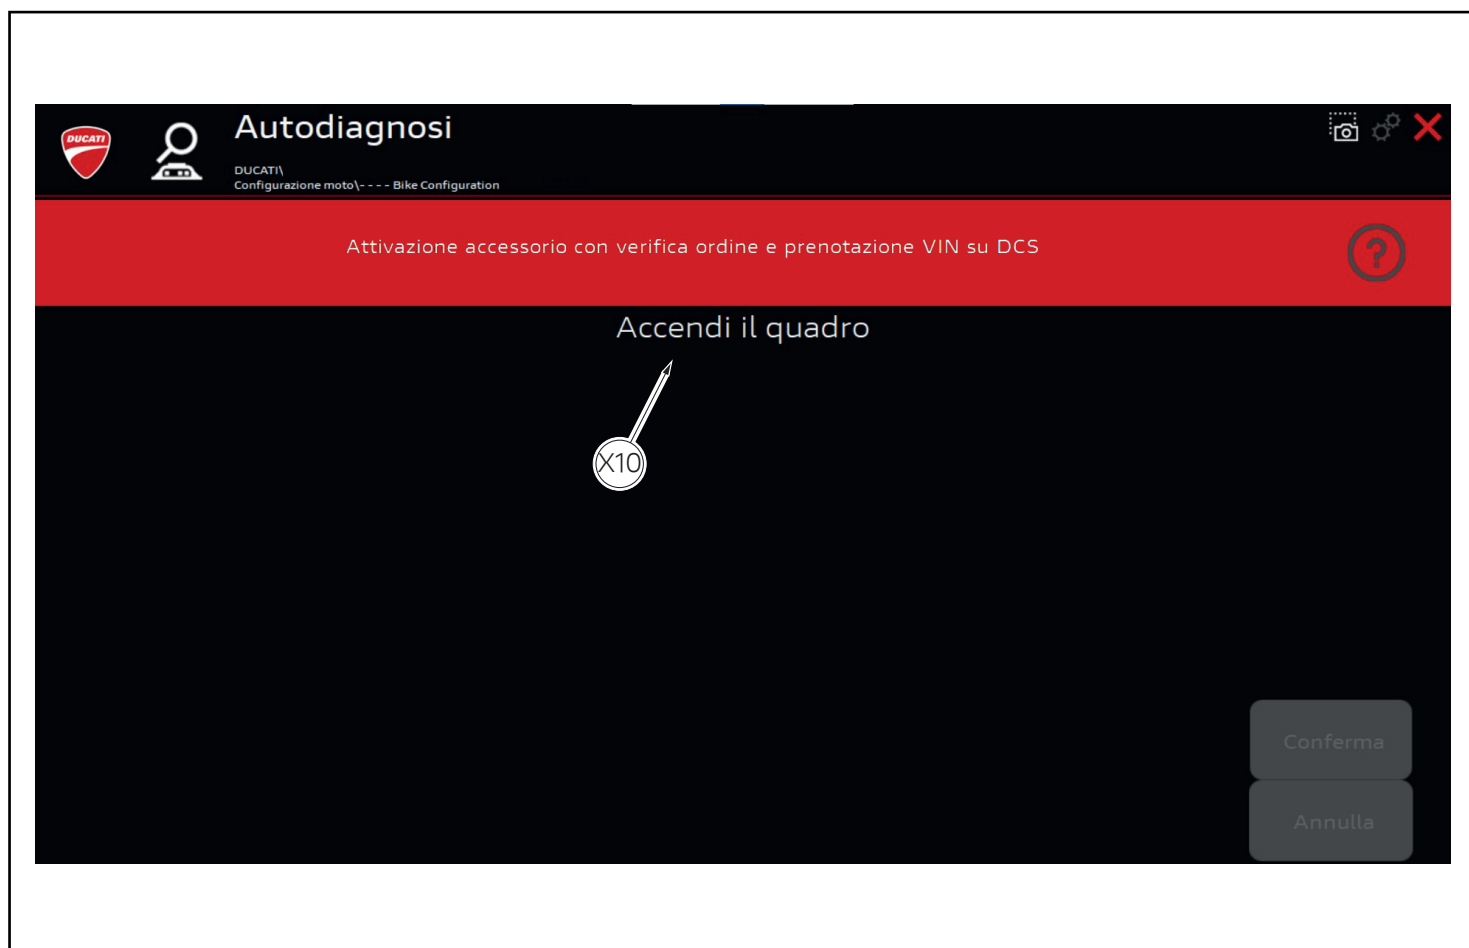 DUCATI
Autodiagnosi
DUCATI\
Configurazione moto\- - - - Bike Configuration
Attivazione accessorio con verifica ordine e prenotazione VIN su DCS
?
Accendi il quadro
X10
Conferma
Annulla